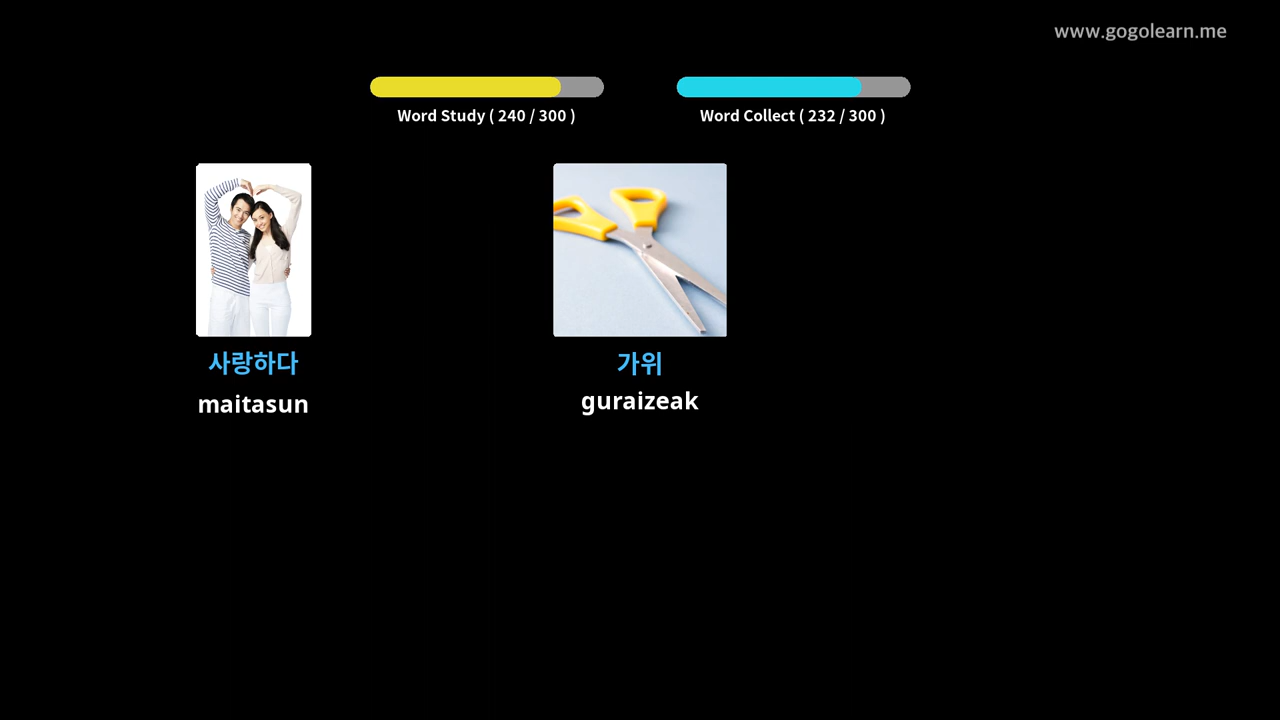 www.gogolearn.me
Word Study ( 240 / 300 )
Word Collect ( 232 / 300 )
사랑하다
maitasun
가위
guraizeak